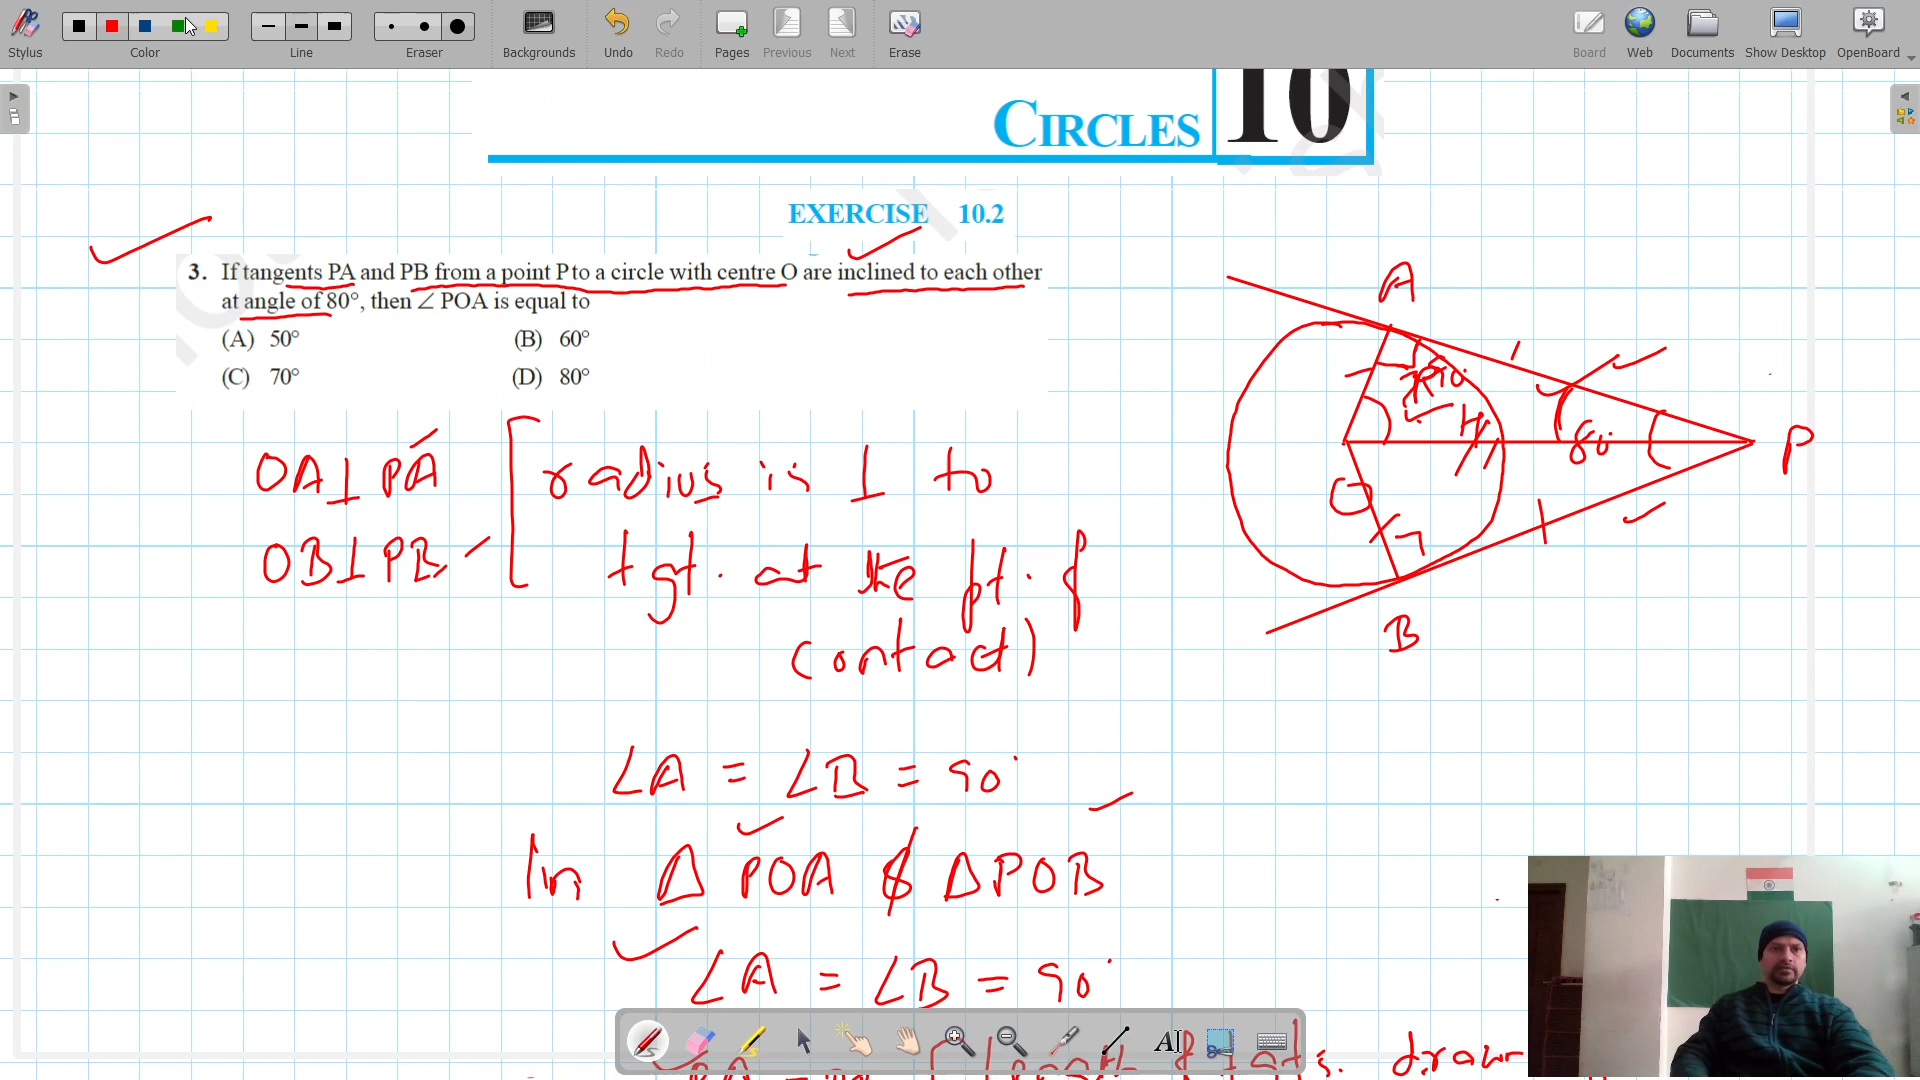 Stylus Color Line Eraser Backgrounds Undo Redo Pages Previous Next Erase Board Web Documents Show Desktop OpenBoard
CIRCLES 10
EXERCISE 10.2
3. If tangents PA and PB from a point P to a circle with centre O are inclined to each other
at angle of 80°, then ∠ POA is equal to
(A) 50° (B) 60°
(C) 70° (D) 80°
A
80°
P
O
B
OA⊥PA [radius is ⊥ to
OB⊥PB tgt. at the pt. of
contact)
∠A = ∠B = 90°
In Δ POA & ΔPOB
∠A = ∠B = 90°
drawn